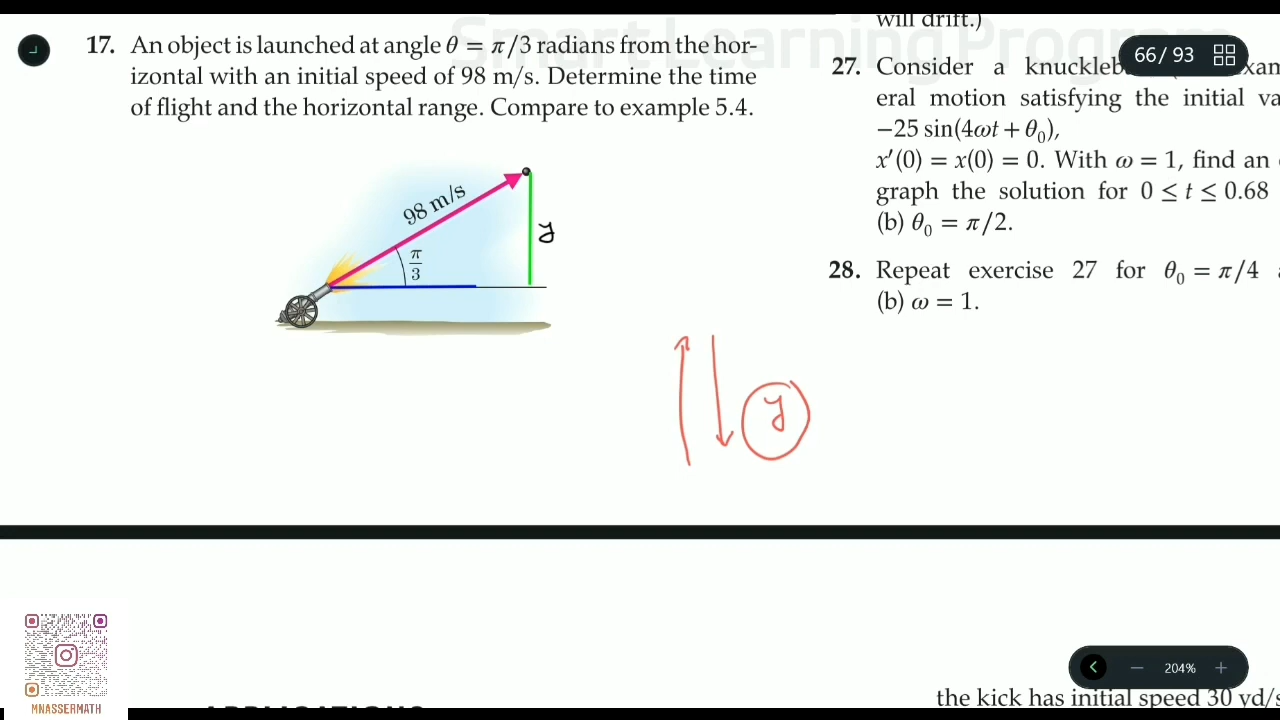 Smart Learning Program
17. An object is launched at angle θ = π/3 radians from the hor-
izontal with an initial speed of 98 m/s. Determine the time
of flight and the horizontal range. Compare to example 5.4.
98 m/s
π
3
y
y
will drift.)
66/ 93
27. Consider a
eral motion satisfying the initial
−25 sin(4ωt + θ₀),
x′(0) = x(0) = 0. With ω = 1, find an
graph the solution for 0 ≤ t ≤ 0.68
(b) θ₀ = π/2.
28. Repeat exercise 27 for θ₀ = π/4
(b) ω = 1.
MNASSERMATH
204%
the kick has initial speed 30 yd/s